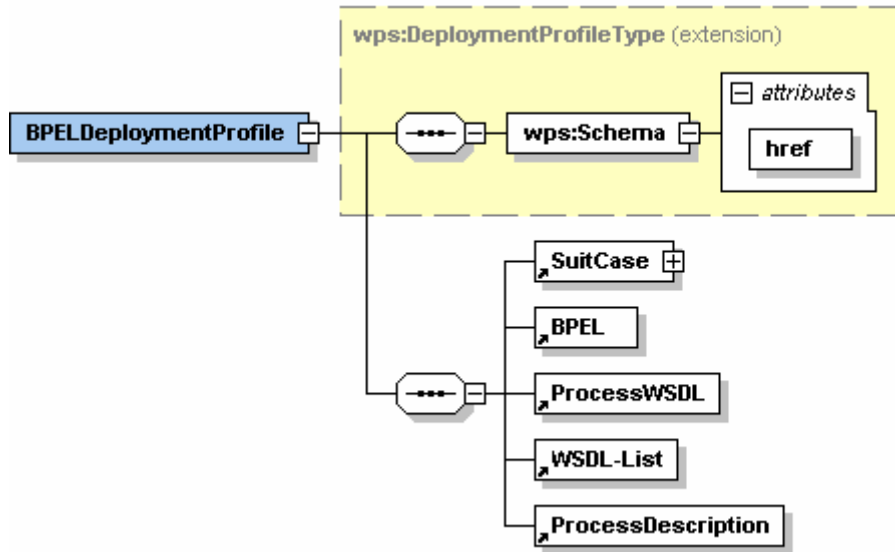 wps:DeploymentProfileType (extension)
attributes
BPELDeploymentProfile
wps:Schema
href
SuitCase
BPEL
ProcessWSDL
WSDL-List
ProcessDescription